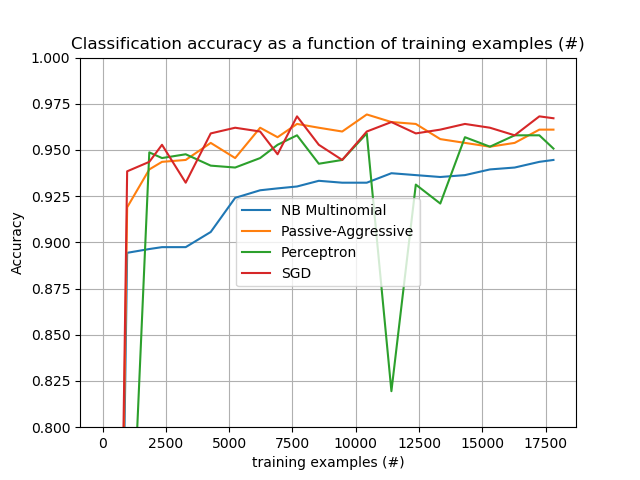 Classification accuracy as a function of training examples (#)
1.000
0.975
0.950
0.925
0.900
0.875
0.850
0.825
0.800
Accuracy
NB Multinomial
Passive-Aggressive
Perceptron
SGD
0 2500 5000 7500 10000 12500 15000 17500
training examples (#)